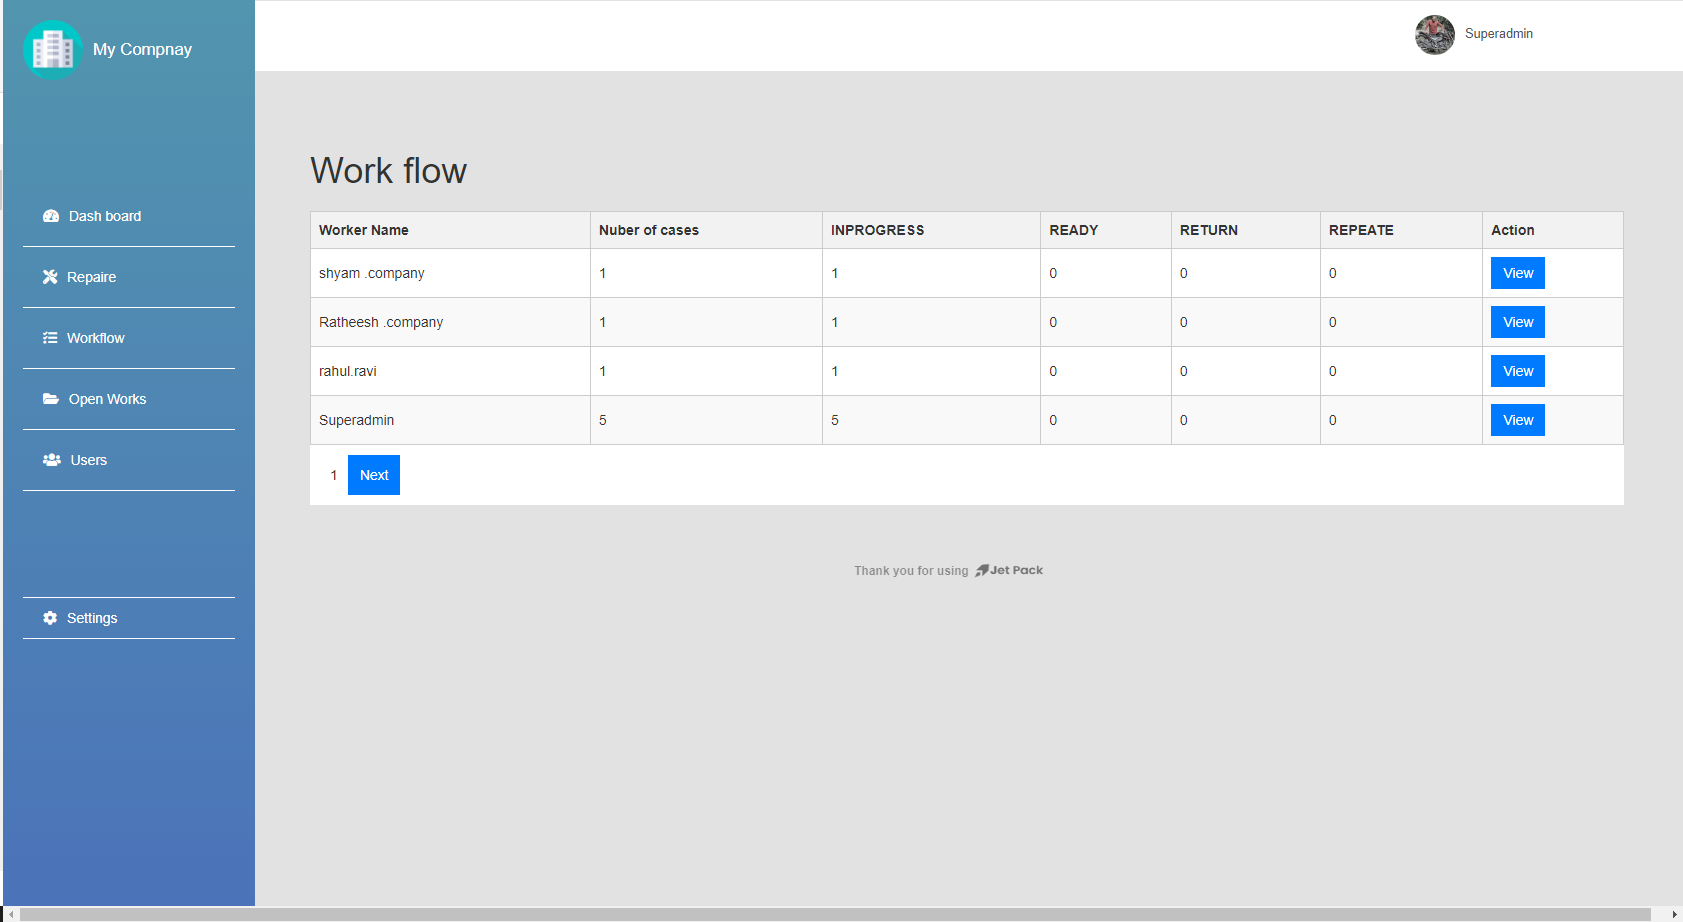 My Compnay
Superadmin
Dash board
Repaire
Workflow
Open Works
Users
Settings
Work flow
Worker Name Nuber of cases INPROGRESS READY RETURN REPEATE Action
shyam .company 1 1 0 0 0 View
Ratheesh .company 1 1 0 0 0 View
rahul.ravi 1 1 0 0 0 View
Superadmin 5 5 0 0 0 View
1 Next
Thank you for using Jet Pack